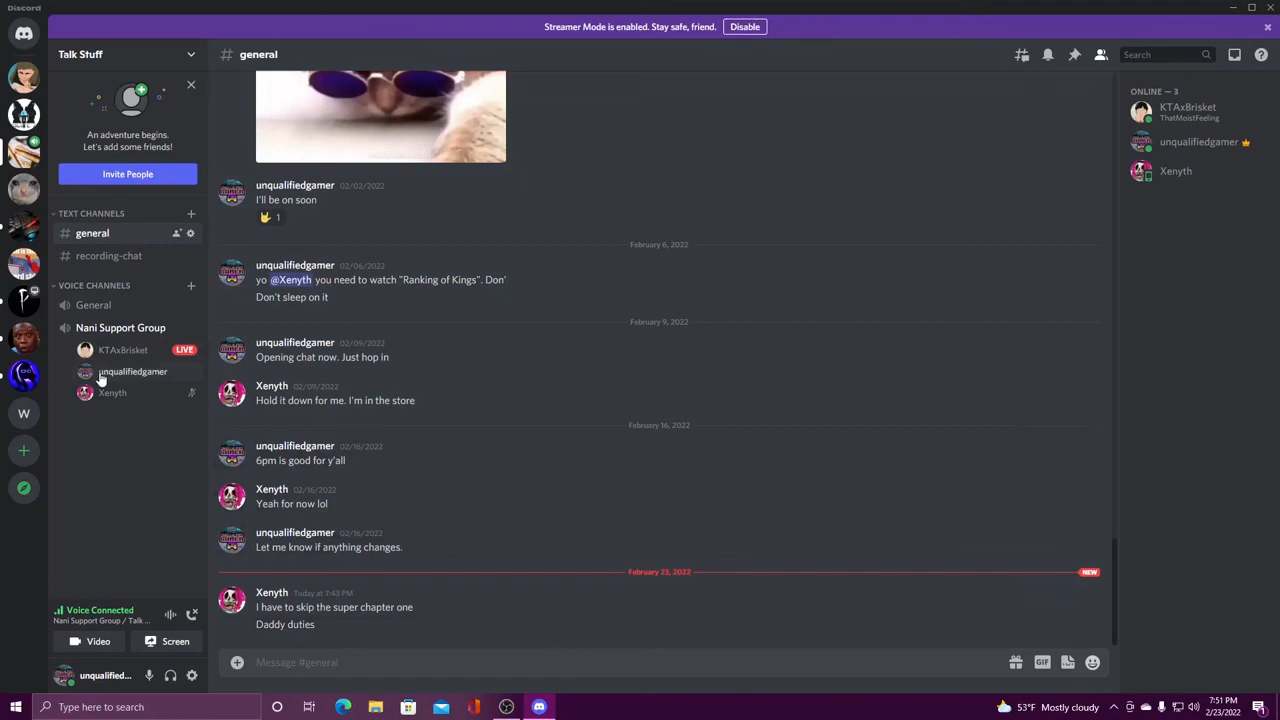 Discord
Streamer Mode is enabled. Stay safe, friend. Disable
Talk Stuff
# general
Search
An adventure begins.
Let's add some friends!
Invite People
TEXT CHANNELS
# general
# recording-chat
VOICE CHANNELS
General
Nani Support Group
KTAxBrisket LIVE
unqualifiedgamer
Xenyth
W
Voice Connected
Nani Support Group / Talk ...
Video
Screen
unqualified...
unqualifiedgamer 02/02/2022
I'll be on soon
1
February 6, 2022
unqualifiedgamer 02/06/2022
yo @Xenyth you need to watch "Ranking of Kings". Don'
Don't sleep on it
February 9, 2022
unqualifiedgamer 02/09/2022
Opening chat now. Just hop in
Xenyth 02/09/2022
Hold it down for me. I'm in the store
February 16, 2022
unqualifiedgamer 02/16/2022
6pm is good for y'all
Xenyth 02/16/2022
Yeah for now lol
unqualifiedgamer 02/16/2022
Let me know if anything changes.
February 23, 2022 NEW
Xenyth Today at 7:43 PM
I have to skip the super chapter one
Daddy duties
Message #general
GIF
ONLINE — 3
KTAxBrisket
ThatMoistFeeling
unqualifiedgamer
Xenyth
Type here to search
53°F Mostly cloudy
7:51 PM
2/23/2022